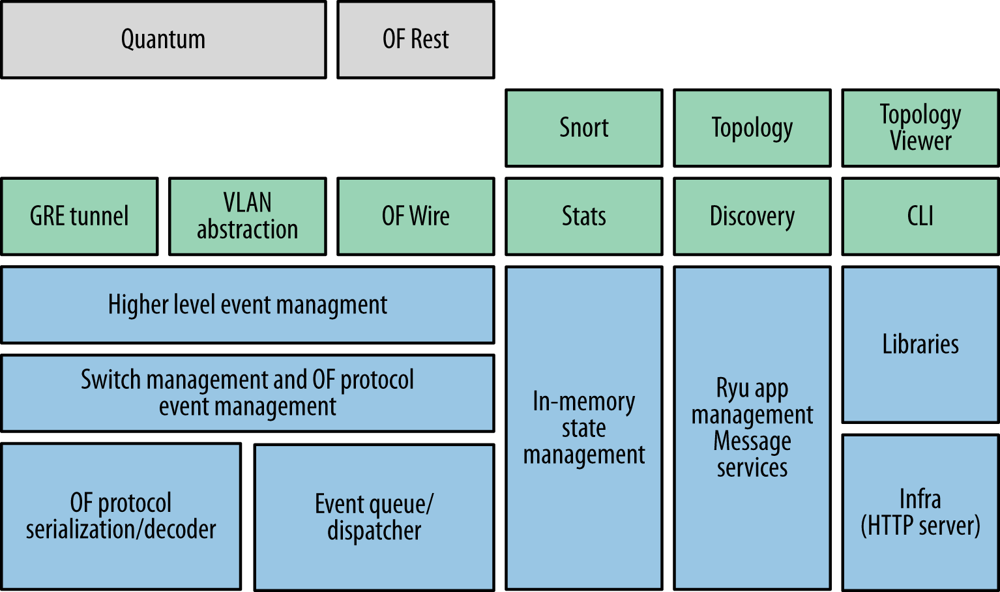 Quantum
OF Rest
Snort
Topology
Topology
Viewer
GRE tunnel
VLAN
abstraction
OF Wire
Stats
Discovery
CLI
Higher level event managment
Switch management and OF protocol
event management
OF protocol
serialization/decoder
Event queue/
dispatcher
In-memory
state
management
Ryu app
management
Message
services
Libraries
Infra
(HTTP server)